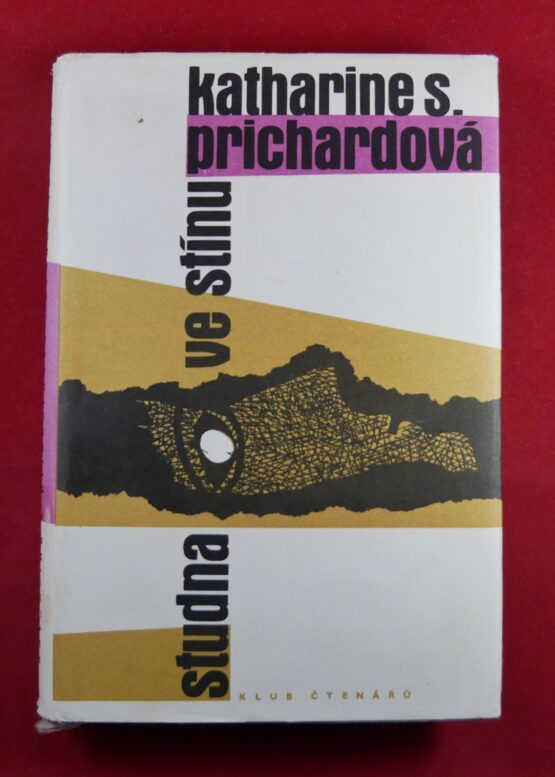 katharine s.
prichardová
studna ve stínu
KLUB ČTENÁŘŮ